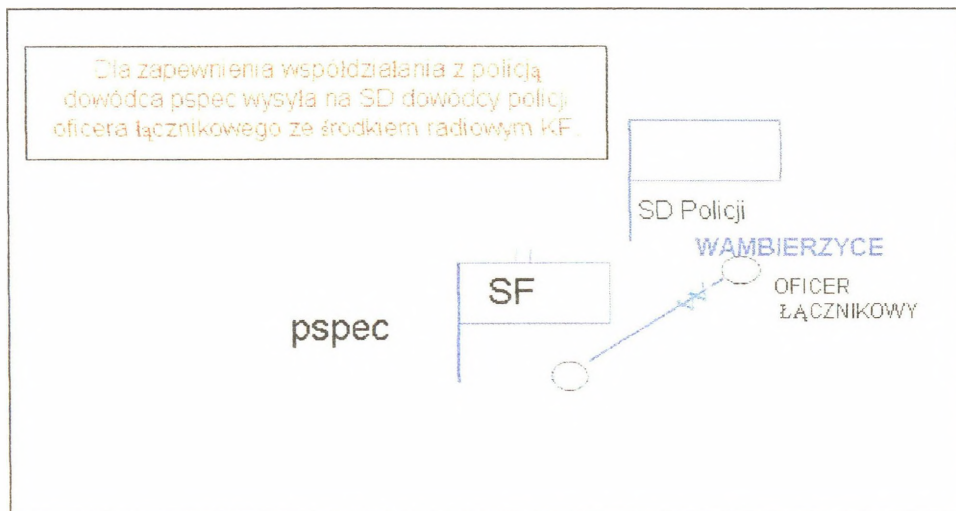 Dla zapewnienia współdziałania z policją
dowódca pspec wysyła na SD dowódcy policji
oficera łącznikowego ze środkiem radiowym KF.
SD Policji
WAMBIERZYCE
OFICER
ŁĄCZNIKOWY
SF
pspec